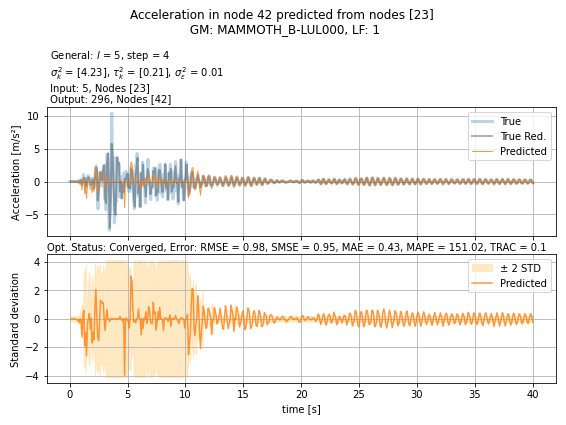 Acceleration in node 42 predicted from nodes [23]
GM: MAMMOTH_B-LUL000, LF: 1
General: l = 5, step = 4
σ²ₖ = [4.23], τ²ₖ = [0.21], σ²ε = 0.01
Input: 5, Nodes [23]
Output: 296, Nodes [42]
Acceleration [m/s²]
10
5
0
−5
True
True Red.
Predicted
Opt. Status: Converged, Error: RMSE = 0.98, SMSE = 0.95, MAE = 0.43, MAPE = 151.02, TRAC = 0.1
Standard deviation
4
2
0
−2
−4
± 2 STD
Predicted
0 5 10 15 20 25 30 35 40
time [s]